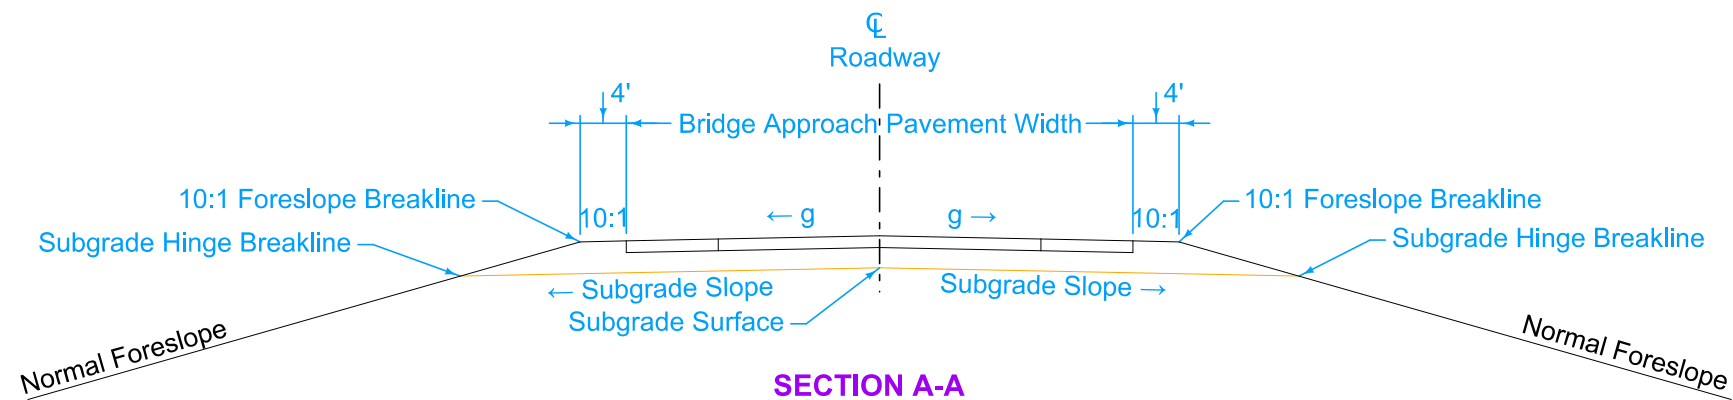 ℄
Roadway
4'
4'
Bridge Approach Pavement Width
10:1 Foreslope Breakline
10:1 Foreslope Breakline
10:1
← g
g →
10:1
Subgrade Hinge Breakline
Subgrade Hinge Breakline
← Subgrade Slope
Subgrade Slope →
Subgrade Surface
Normal Foreslope
Normal Foreslope
SECTION A-A